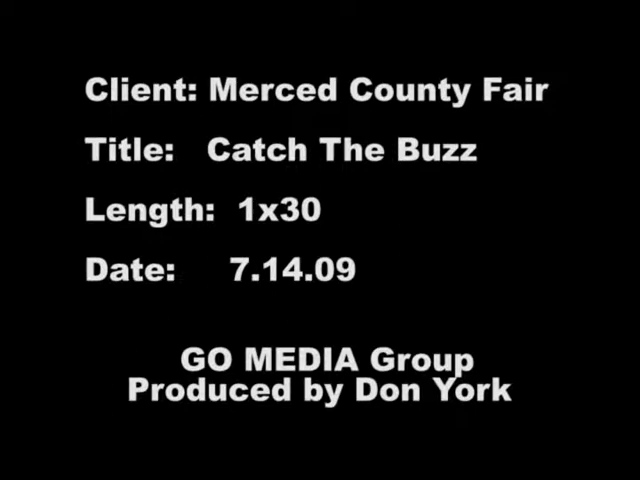 Client: Merced County Fair
Title: Catch The Buzz
Length: 1x30
Date: 7.14.09
GO MEDIA Group
Produced by Don York